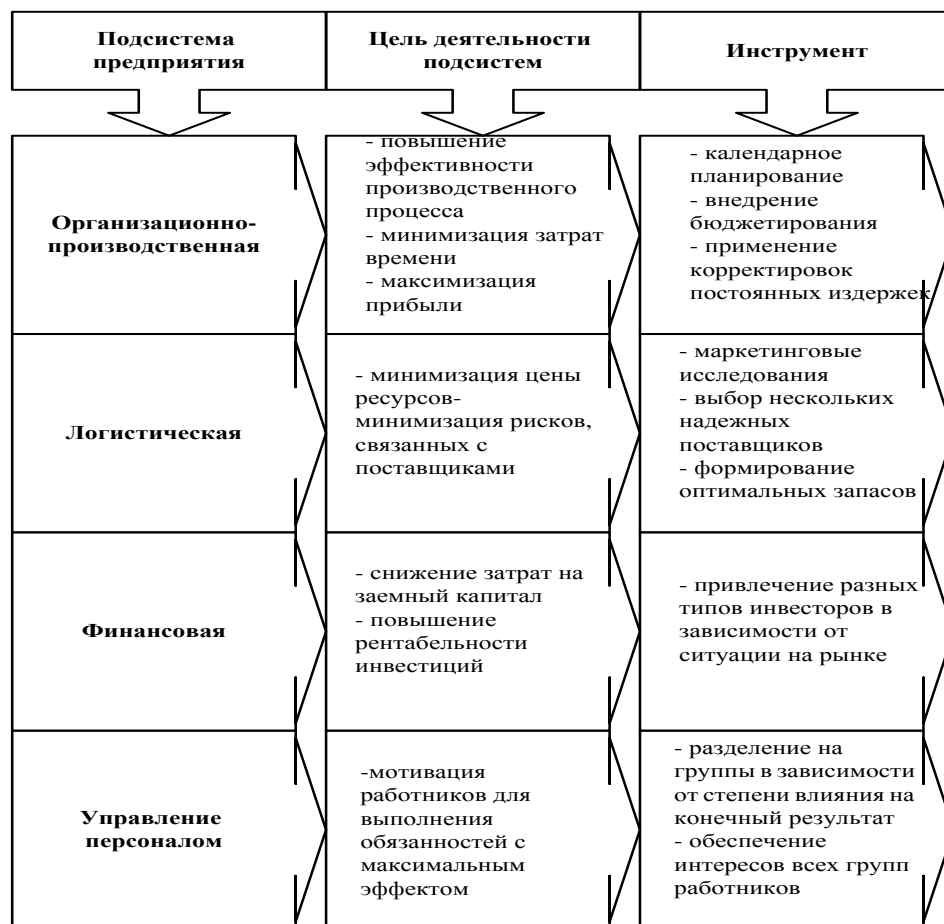 Подсистема
предприятия
Цель деятельности
подсистем
Инструмент
Организационно-
производственная
- повышение
эффективности
производственного
процесса
- минимизация затрат
времени
- максимизация
прибыли
- календарное
планирование
- внедрение
бюджетирования
- применение
корректировок
постоянных издержек
Логистическая
- минимизация цены
ресурсов-
минимизация рисков,
связанных с
поставщиками
- маркетинговые
исследования
- выбор нескольких
надежных
поставщиков
- формирование
оптимальных запасов
Финансовая
- снижение затрат на
заемный капитал
- повышение
рентабельности
инвестиций
- привлечение разных
типов инвесторов в
зависимости от
ситуации на рынке
Управление
персоналом
-мотивация
работников для
выполнения
обязанностей с
максимальным
эффектом
- разделение на
группы в зависимости
от степени влияния на
конечный результат
- обеспечение
интересов всех групп
работников